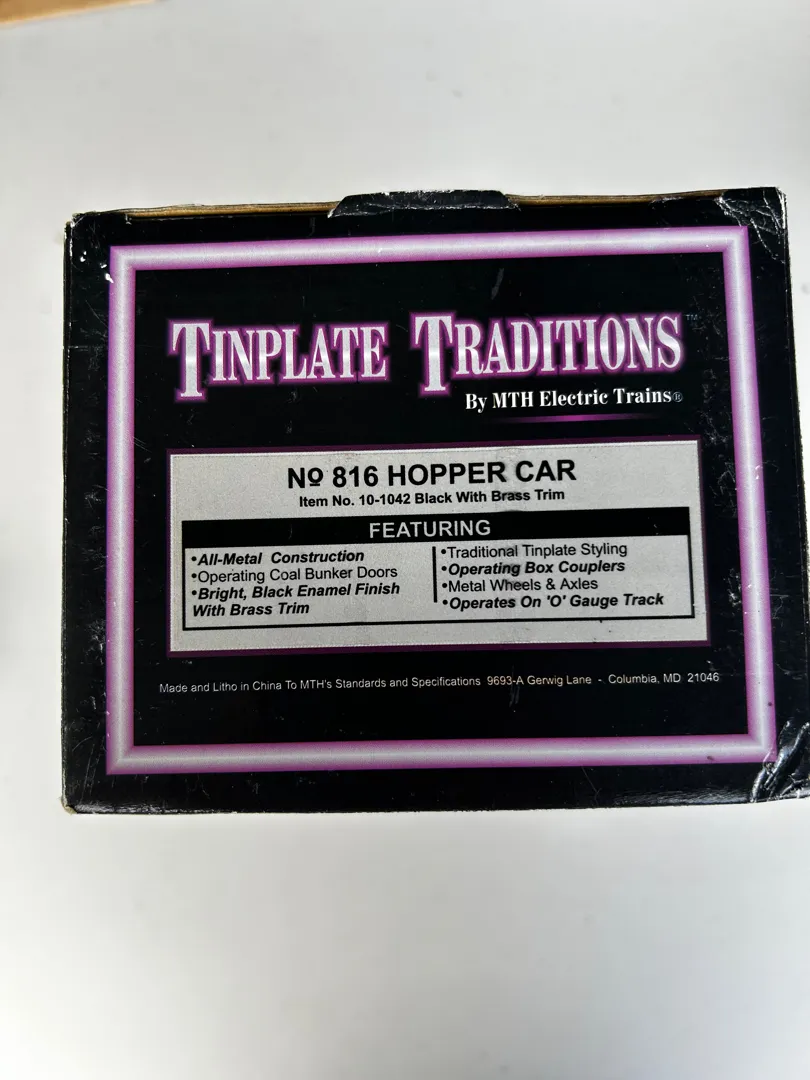 TINPLATE TRADITIONS™
By MTH Electric Trains®
Nº 816 HOPPER CAR
Item No. 10-1042 Black With Brass Trim
FEATURING
•All-Metal Construction
•Operating Coal Bunker Doors
•Bright, Black Enamel Finish
With Brass Trim
•Traditional Tinplate Styling
•Operating Box Couplers
•Metal Wheels & Axles
•Operates On 'O' Gauge Track
Made and Litho in China To MTH's Standards and Specifications 9693-A Gerwig Lane - Columbia, MD 21046